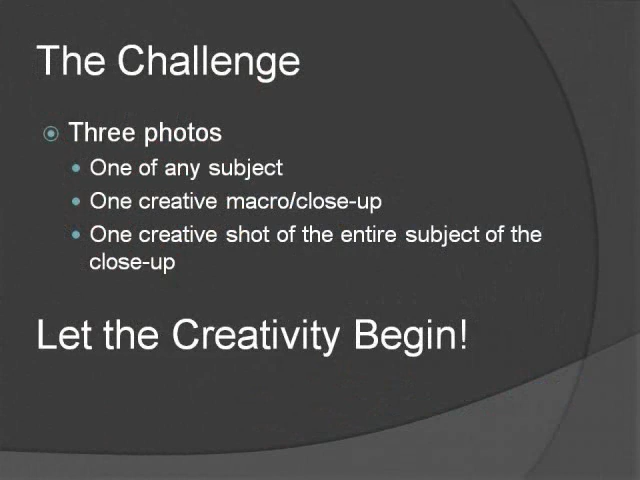 The Challenge
Three photos
One of any subject
One creative macro/close-up
One creative shot of the entire subject of the
close-up
Let the Creativity Begin!